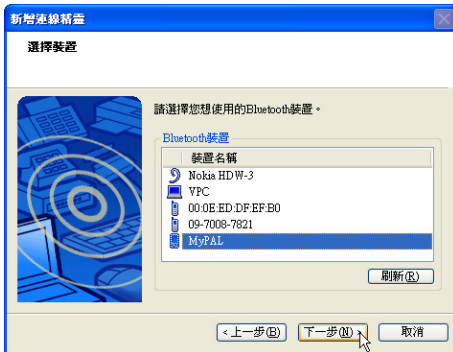 新增連線精靈
選擇裝置
請選擇您想使用的Bluetooth裝置。
Bluetooth裝置
裝置名稱
Nokia HDW-3
VPC
00:0E:ED:DF:EF:B0
09-7008-7821
MyPAL
刷新(R)
<上一步(B) 下一步(N)> 取消